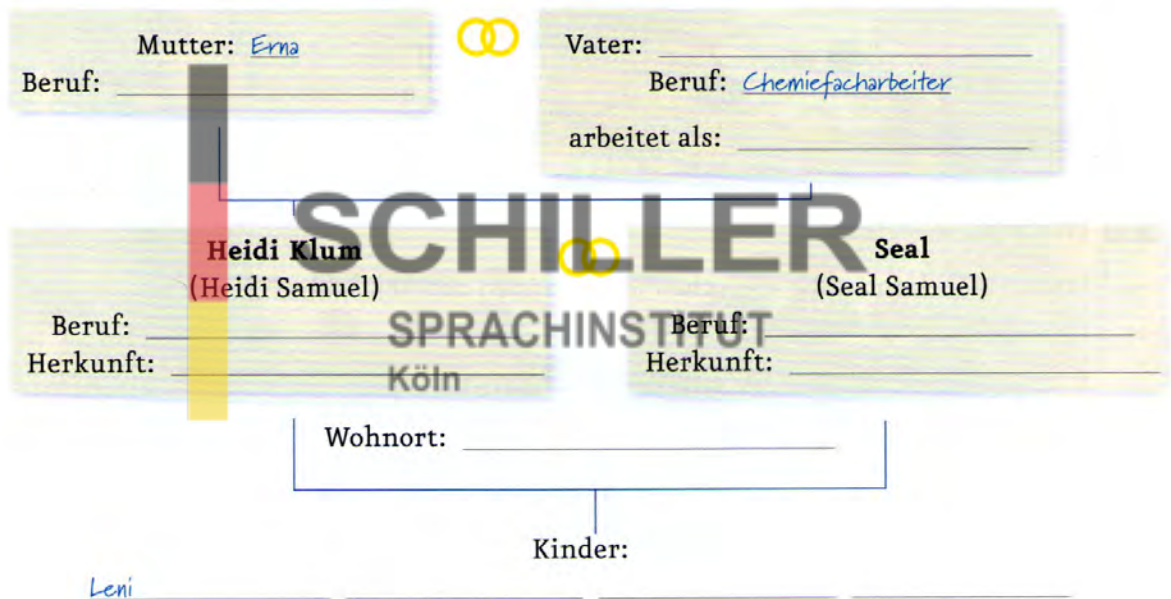 Mutter: Erna
Beruf:
Vater:
Beruf: Chemiefacharbeiter
arbeitet als:
SCHILLER
SPRACHINSTITUT
Köln
Heidi Klum
(Heidi Samuel)
Beruf:
Herkunft:
Seal
(Seal Samuel)
Beruf:
Herkunft:
Wohnort:
Kinder:
Leni